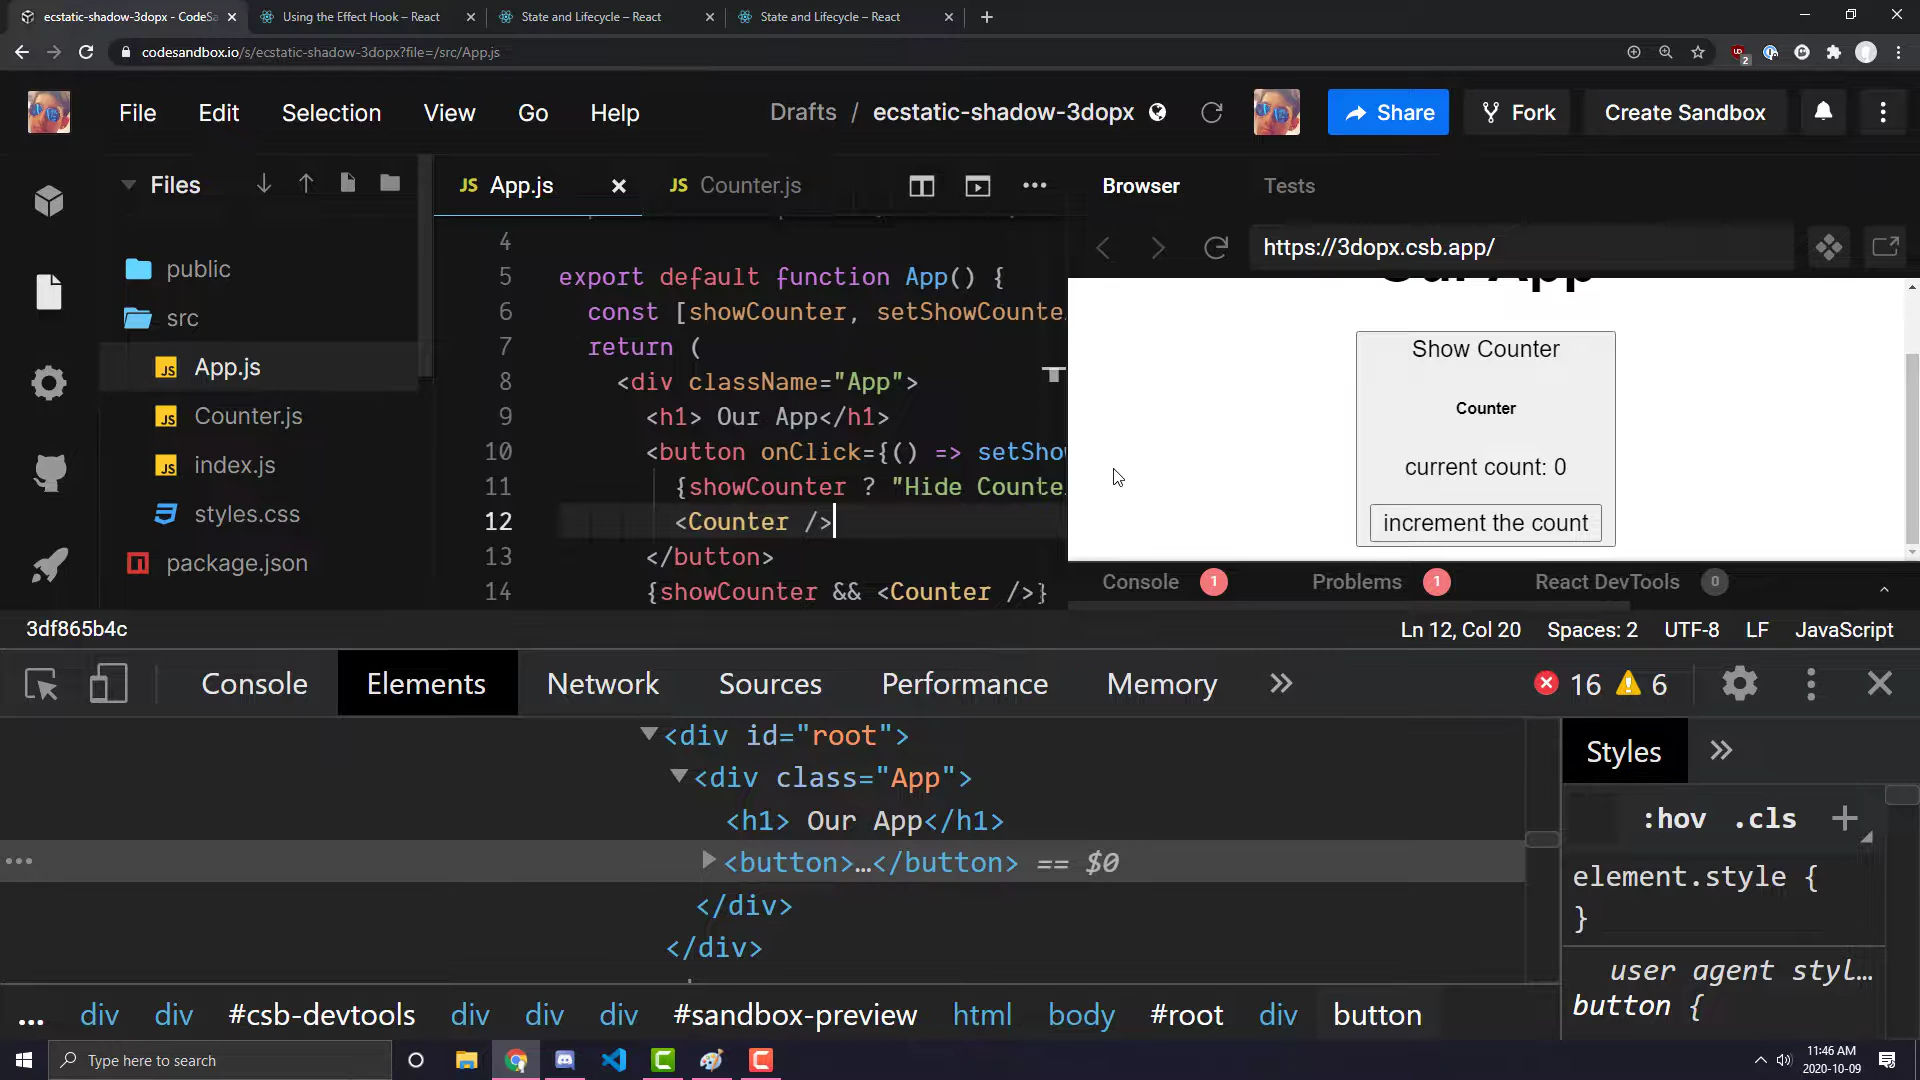 ecstatic-shadow-3dopx - CodeSa
Using the Effect Hook – React
State and Lifecycle – React
State and Lifecycle – React
codesandbox.io/s/ecstatic-shadow-3dopx?file=/src/App.js
2
File Edit Selection View Go Help
Drafts / ecstatic-shadow-3dopx
Share
Fork
Create Sandbox
Files
JS App.js
JS Counter.js
Browser
Tests
public
src
JS App.js
JS Counter.js
JS index.js
styles.css
package.json
https://3dopx.csb.app/
4
5 export default function App() {
6 const [showCounter, setShowCounte
7 return (
8 <div className="App">
9 <h1> Our App</h1>
10 <button onClick={() => setSho
11 {showCounter ? "Hide Counte
12 <Counter />
13 </button>
14 {showCounter && <Counter />}
Our App
Show Counter
Counter
current count: 0
increment the count
Console 1
Problems 1
React DevTools 0
3df865b4c
Ln 12, Col 20 Spaces: 2 UTF-8 LF JavaScript
Console Elements Network Sources Performance Memory »
16 6
<div id="root">
<div class="App">
<h1> Our App</h1>
<button>…</button> == $0
</div>
</div>
Styles »
:hov .cls +
element.style {
}
user agent styl…
button {
... div div #csb-devtools div div div #sandbox-preview html body #root div button
Type here to search
11:46 AM
2020-10-09